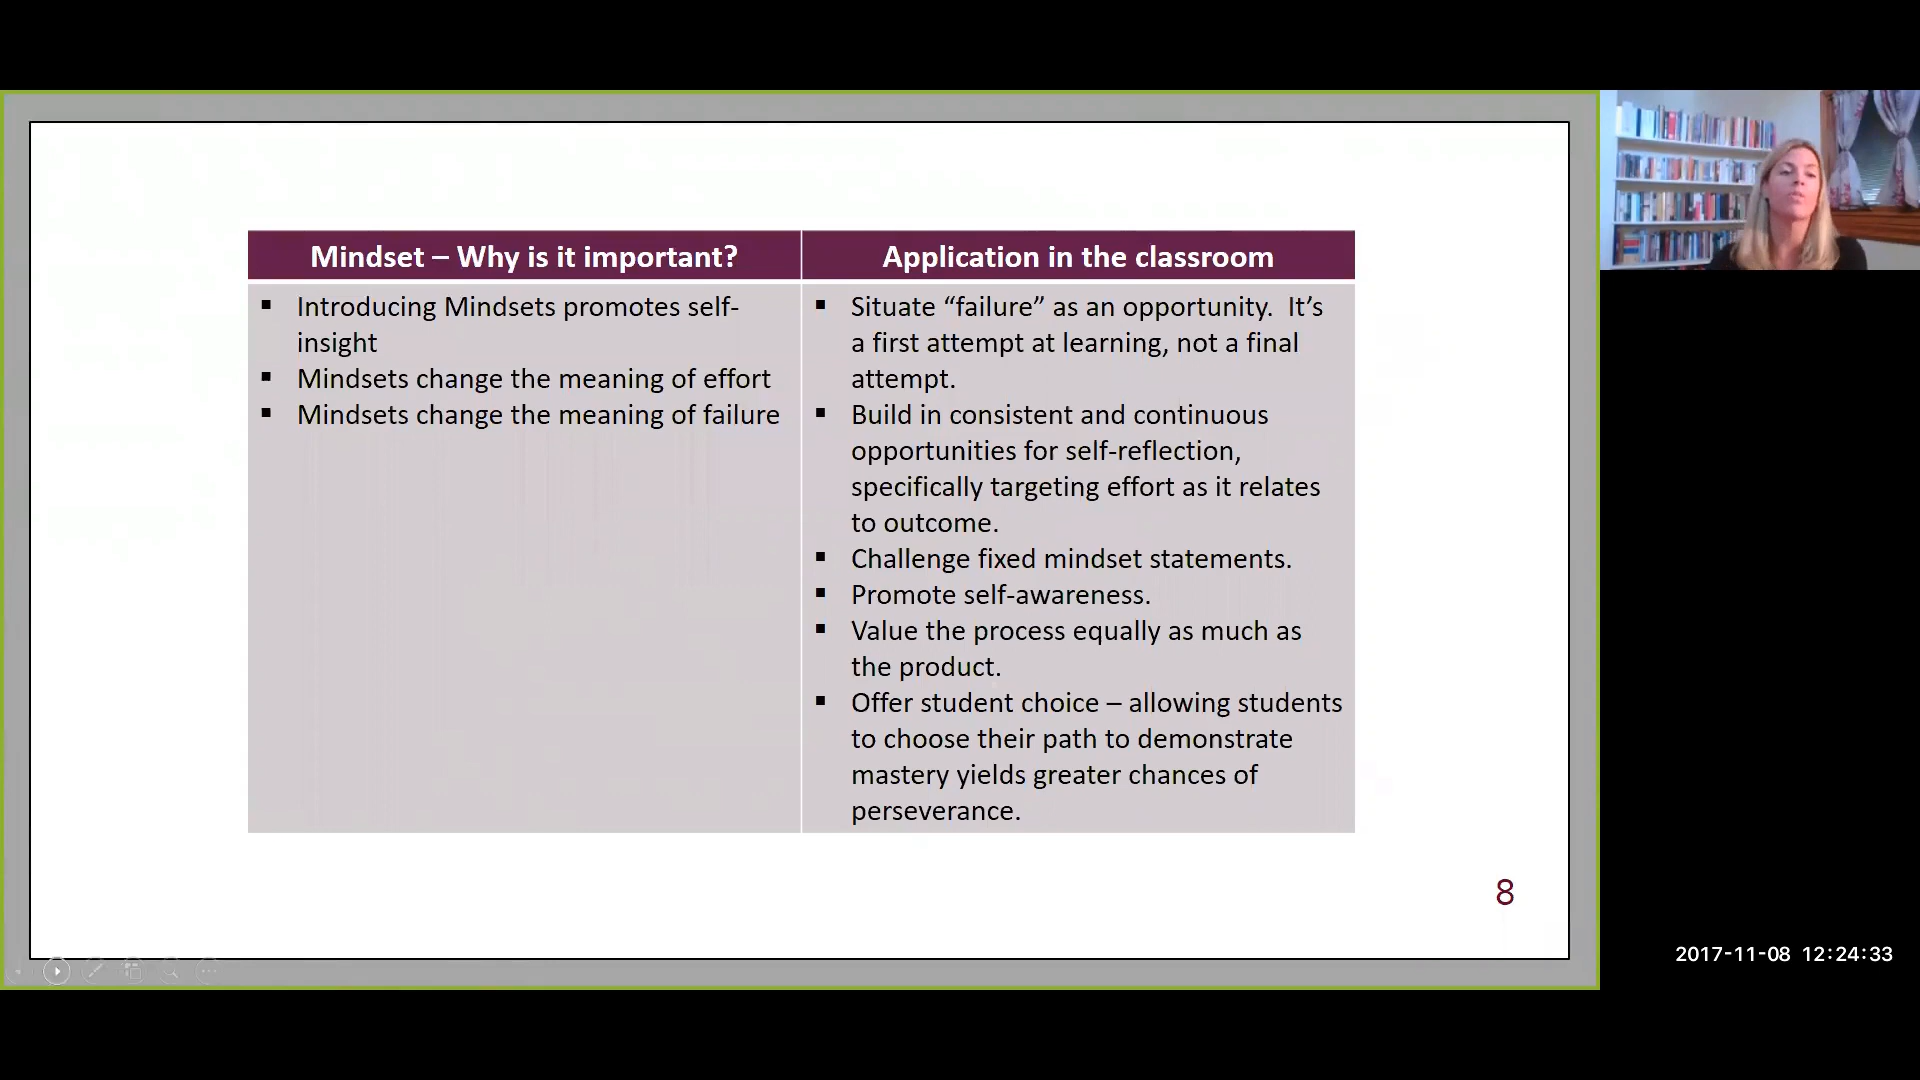 Mindset – Why is it important?
▪ Introducing Mindsets promotes self-
insight
▪ Mindsets change the meaning of effort
▪ Mindsets change the meaning of failure
Application in the classroom
▪ Situate “failure” as an opportunity.  It’s
a first attempt at learning, not a final
attempt.
▪ Build in consistent and continuous
opportunities for self-reflection,
specifically targeting effort as it relates
to outcome.
▪ Challenge fixed mindset statements.
▪ Promote self-awareness.
▪ Value the process equally as much as
the product.
▪ Offer student choice – allowing students
to choose their path to demonstrate
mastery yields greater chances of
perseverance.
8
2017-11-08 12:24:33